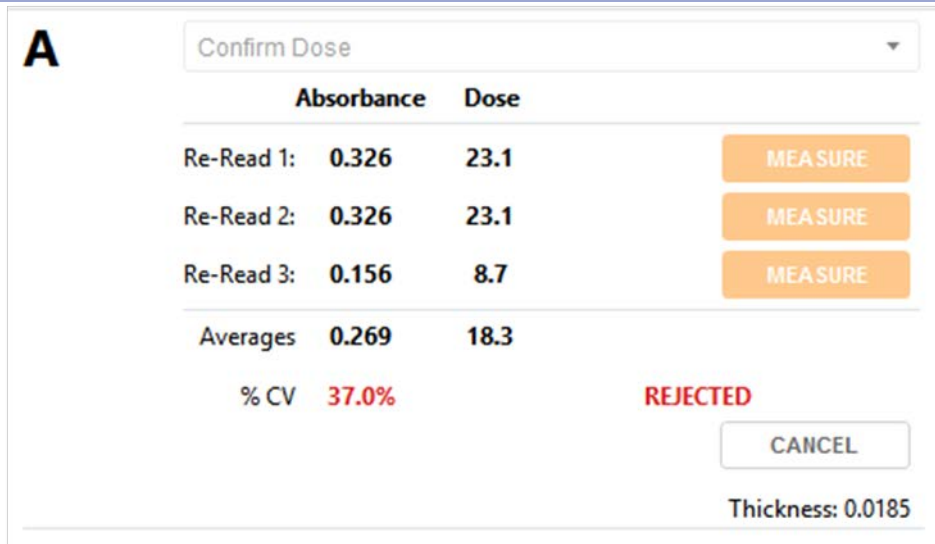 A
Confirm Dose
Absorbance Dose
Re-Read 1: 0.326 23.1 MEASURE
Re-Read 2: 0.326 23.1 MEASURE
Re-Read 3: 0.156 8.7 MEASURE
Averages 0.269 18.3
% CV 37.0% REJECTED
CANCEL
Thickness: 0.0185